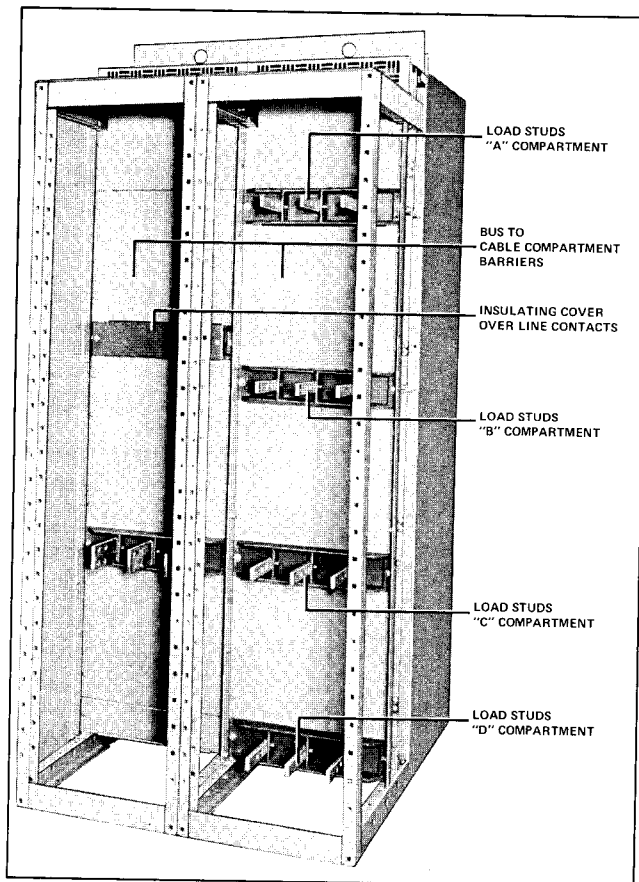 LOAD STUDS
"A" COMPARTMENT
BUS TO
CABLE COMPARTMENT
BARRIERS
INSULATING COVER
OVER LINE CONTACTS
LOAD STUDS
"B" COMPARTMENT
LOAD STUDS
"C" COMPARTMENT
LOAD STUDS
"D" COMPARTMENT